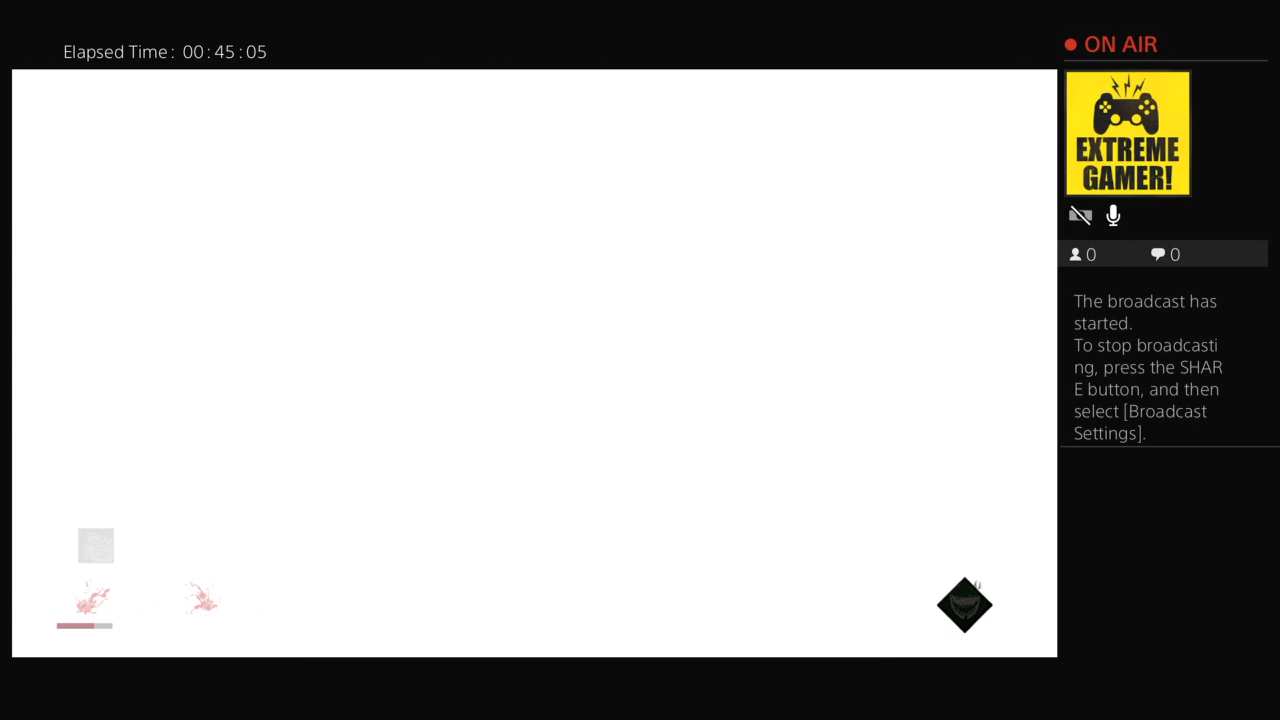 Elapsed Time: 00:45:05
ON AIR
EXTREME
GAMER!
0 0
The broadcast has
started.
To stop broadcasti
ng, press the SHAR
E button, and then
select [Broadcast
Settings].